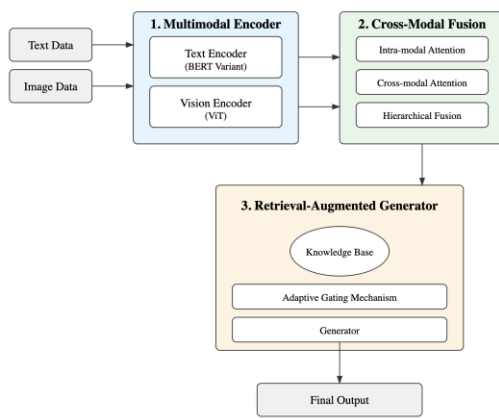 Text Data
Image Data
1. Multimodal Encoder
Text Encoder
(BERT Variant)
Vision Encoder
(ViT)
2. Cross-Modal Fusion
Intra-modal Attention
Cross-modal Attention
Hierarchical Fusion
3. Retrieval-Augmented Generator
Knowledge Base
Adaptive Gating Mechanism
Generator
Final Output